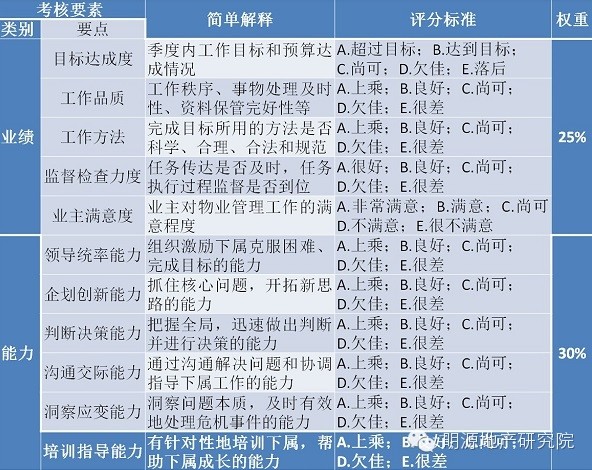 考核要素 简单解释 评分标准 权重
类别 要点
目标达成度 季度内工作目标和预算达 A.超过目标；B.达到目标；
成情况 C.尚可；D.欠佳；E.落后
工作品质 工作秩序、事物处理及时 A.上乘；B.良好；C.尚可；
性、资料保管完好性等 D.欠佳；E.很差
业绩 工作方法 完成目标所用的方法是否 A.上乘；B.良好；C.尚可； 25%
科学、合理、合法和规范 D.欠佳；E.很差
监督检查力度 任务传达是否及时，任务 A.很好；B.良好；C.尚可；
执行过程监督是否到位 D.欠佳；E.很差
业主满意度 业主对物业管理工作的满 A.非常满意；B.满意；C.尚可
意程度 D.不满意；E.很不满意
领导统率能力 组织激励下属克服困难、 A.上乘；B.良好；C.尚可；
完成目标的能力 D.欠佳；E.很差
企划创新能力 抓住核心问题，开拓新思 A.上乘；B.良好；C.尚可；
路的能力 D.欠佳；E.很差
能力 判断决策能力 把握全局，迅速做出判断 A.上乘；B.良好；C.尚可； 30%
并进行决策的能力 D.欠佳；E.很差
沟通交际能力 通过沟通解决问题和协调 A.上乘；B.良好；C.尚可；
指导下属工作的能力 D.欠佳；E.很差
洞察应变能力 洞察问题本质，及时有效 A.上乘；B.良好；C.尚可；
地处理危机事件的能力 D.欠佳；E.很差
培训指导能力 有针对性地培训下属，帮 A.上乘；
助下属成长的能力 D.欠佳；E.很差
明源地产研究院